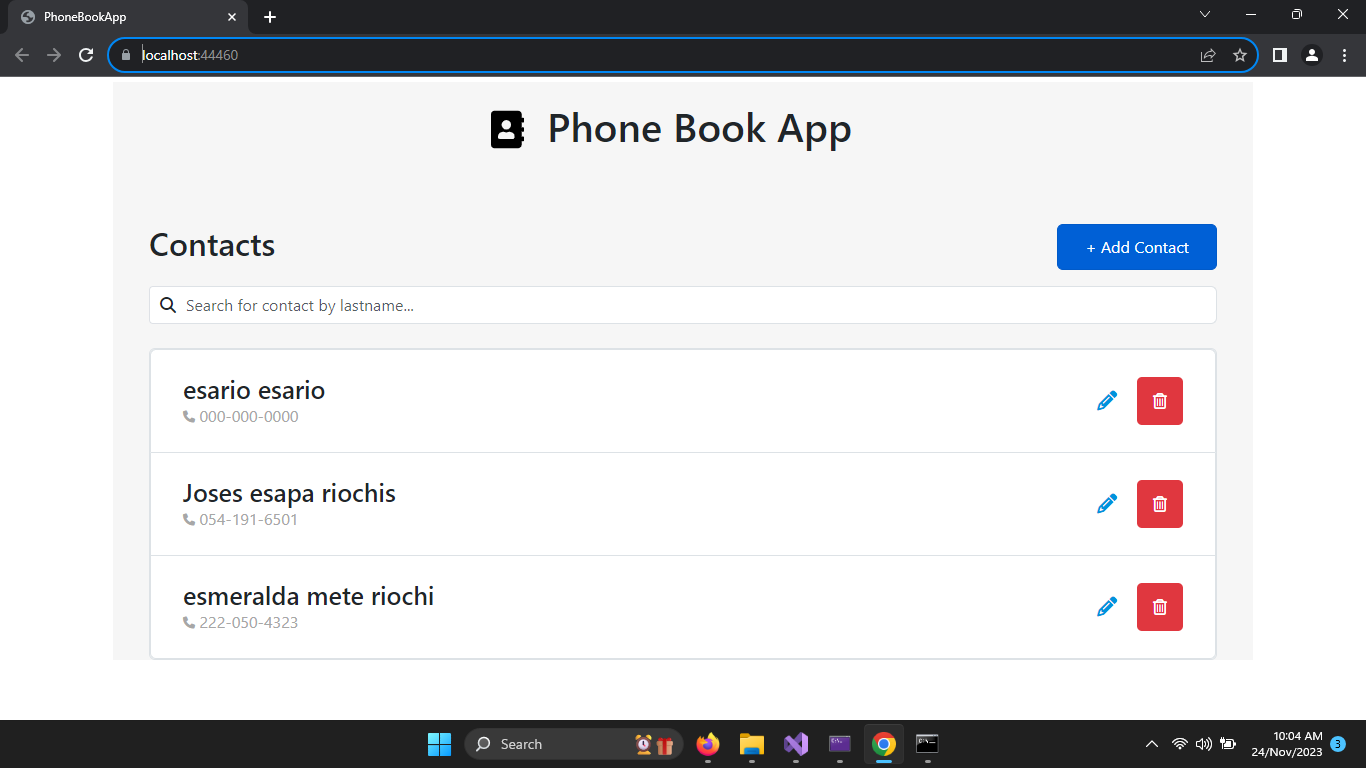 PhoneBookApp
localhost:44460
Phone Book App
Contacts
+ Add Contact
Search for contact by lastname...
esario esario
000-000-0000
Joses esapa riochis
054-191-6501
esmeralda mete riochi
222-050-4323
Search
10:04 AM
24/Nov/2023
3